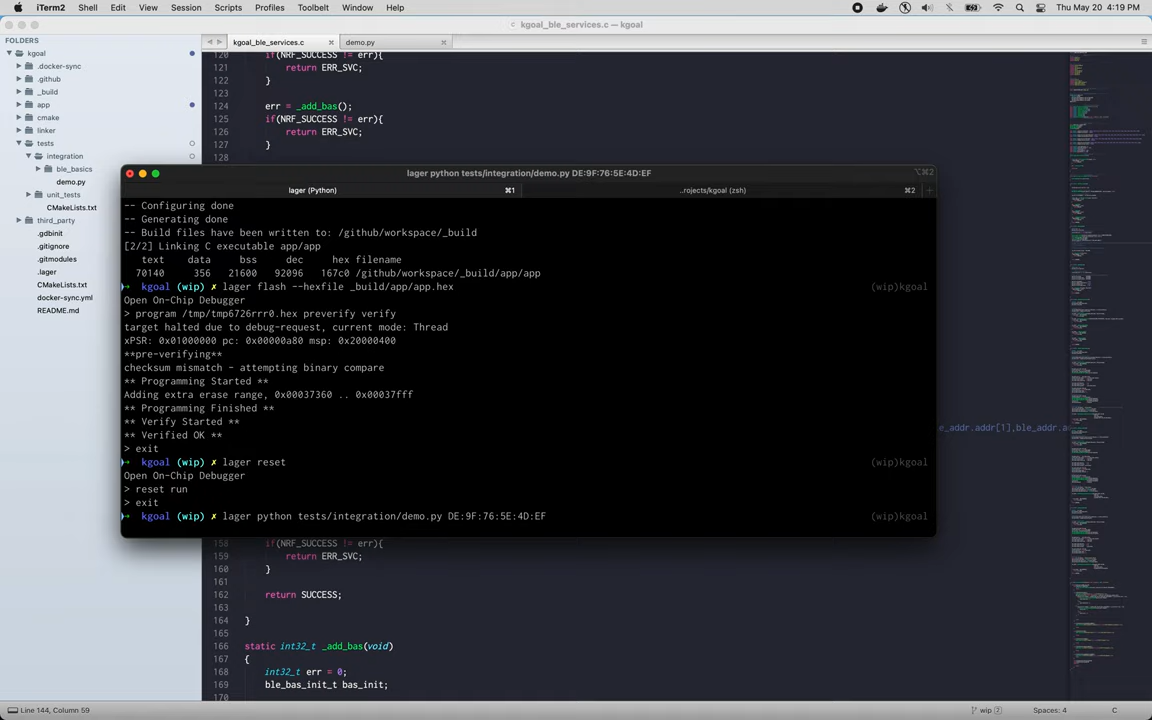 iTerm2 Shell Edit View Session Scripts Profiles Toolbelt Window Help Thu May 20 4:19 PM
kgoal_ble_services.c — kgoal
FOLDERS
kgoal
.docker-sync
.github
_build
app
cmake
linker
tests
integration
ble_basics
demo.py
unit_tests
CMakeLists.txt
third_party
.gdbinit
.gitignore
.gitmodules
.lager
CMakeLists.txt
docker-sync.yml
README.md
kgoal_ble_services.c × demo.py ×
120 if(NRF_SUCCESS != err){
121 return ERR_SVC;
122 }
123
124 err = _add_bas();
125 if(NRF_SUCCESS != err){
126 return ERR_SVC;
127 }
128
lager python tests/integration/demo.py DE:9F:76:5E:4D:EF ⌥⌘2
lager (Python) ⌘1 ..rojects/kgoal (zsh) ⌘2 +
-- Configuring done
-- Generating done
-- Build files have been written to: /github/workspace/_build
[2/2] Linking C executable app/app
text data bss dec hex filename
70140 356 21600 92096 167c0 /github/workspace/_build/app/app
kgoal (wip) ✗ lager flash --hexfile _build/app/app.hex (wip)kgoal
Open On-Chip Debugger
> program /tmp/tmp6726rrr0.hex preverify verify
target halted due to debug-request, current mode: Thread
xPSR: 0x01000000 pc: 0x00000a80 msp: 0x20000400
**pre-verifying**
checksum mismatch - attempting binary compare
** Programming Started **
Adding extra erase range, 0x00037360 .. 0x00037fff
** Programming Finished **
** Verify Started **
** Verified OK **
> exit
kgoal (wip) ✗ lager reset (wip)kgoal
Open On-Chip Debugger
> reset run
> exit
kgoal (wip) ✗ lager python tests/integration/demo.py DE:9F:76:5E:4D:EF (wip)kgoal
e_addr.addr[1],ble_addr.a
158 if(NRF_SUCCESS != err){
159 return ERR_SVC;
160 }
161
162 return SUCCESS;
163
164 }
165
166 static int32_t _add_bas(void)
167 {
168 int32_t err = 0;
169 ble_bas_init_t bas_init;
170
Line 144, Column 59 wip 2 Spaces: 4 C